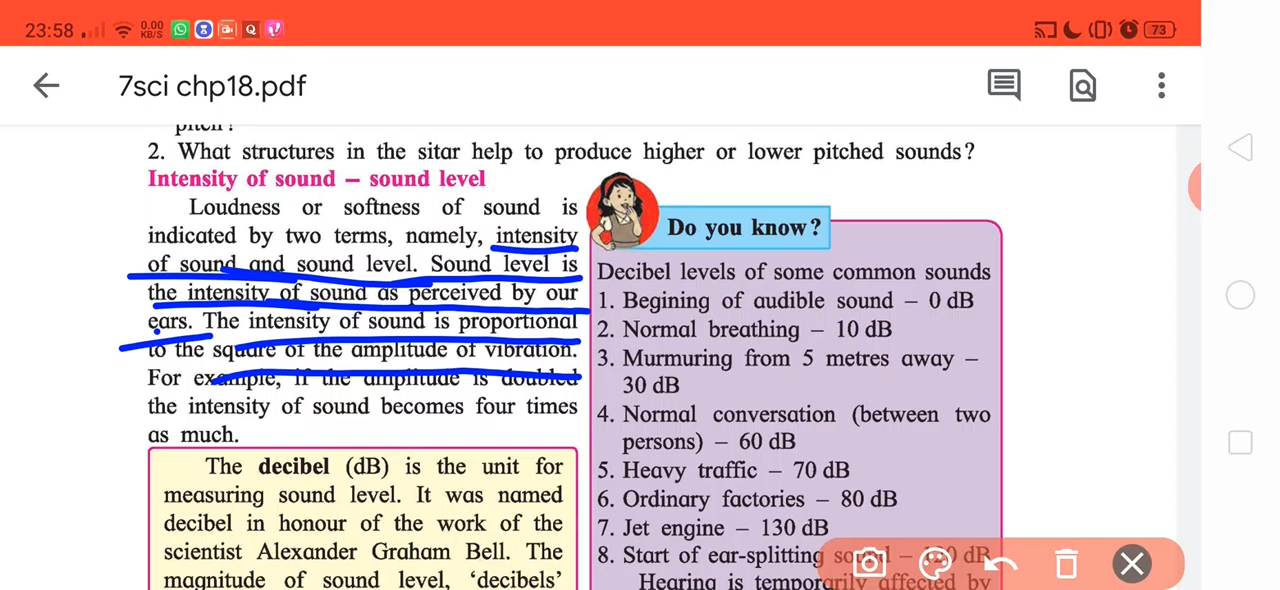 23:58
0.00
KB/S
Q
73
7sci chp18.pdf
pitch?
2. What structures in the sitar help to produce higher or lower pitched sounds?
Intensity of sound – sound level
Loudness or softness of sound is
indicated by two terms, namely, intensity
of sound and sound level. Sound level is
the intensity of sound as perceived by our
ears. The intensity of sound is proportional
to the square of the amplitude of vibration.
For example, if the amplitude is doubled
the intensity of sound becomes four times
as much.
The decibel (dB) is the unit for
measuring sound level. It was named
decibel in honour of the work of the
scientist Alexander Graham Bell. The
magnitude of sound level, ‘decibels’
Do you know?
Decibel levels of some common sounds
1. Begining of audible sound – 0 dB
2. Normal breathing – 10 dB
3. Murmuring from 5 metres away –
30 dB
4. Normal conversation (between two
persons) – 60 dB
5. Heavy traffic – 70 dB
6. Ordinary factories – 80 dB
7. Jet engine – 130 dB
8. Start of ear-splitting sound – dB
Hearing is temporarily affected by